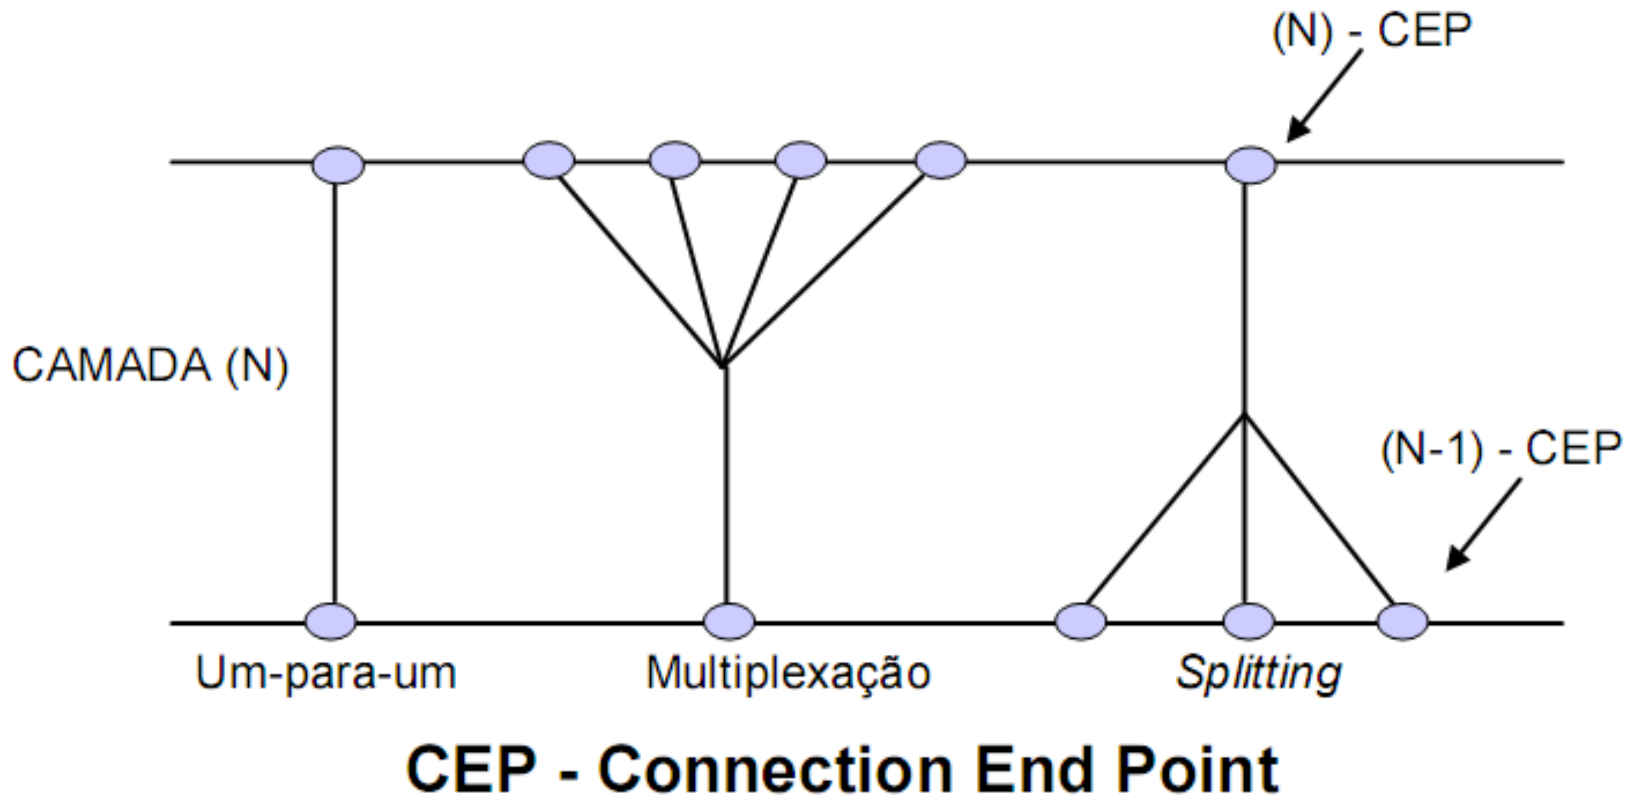 (N) - CEP
CAMADA (N)
(N-1) - CEP
Um-para-um
Multiplexação
Splitting
CEP - Connection End Point